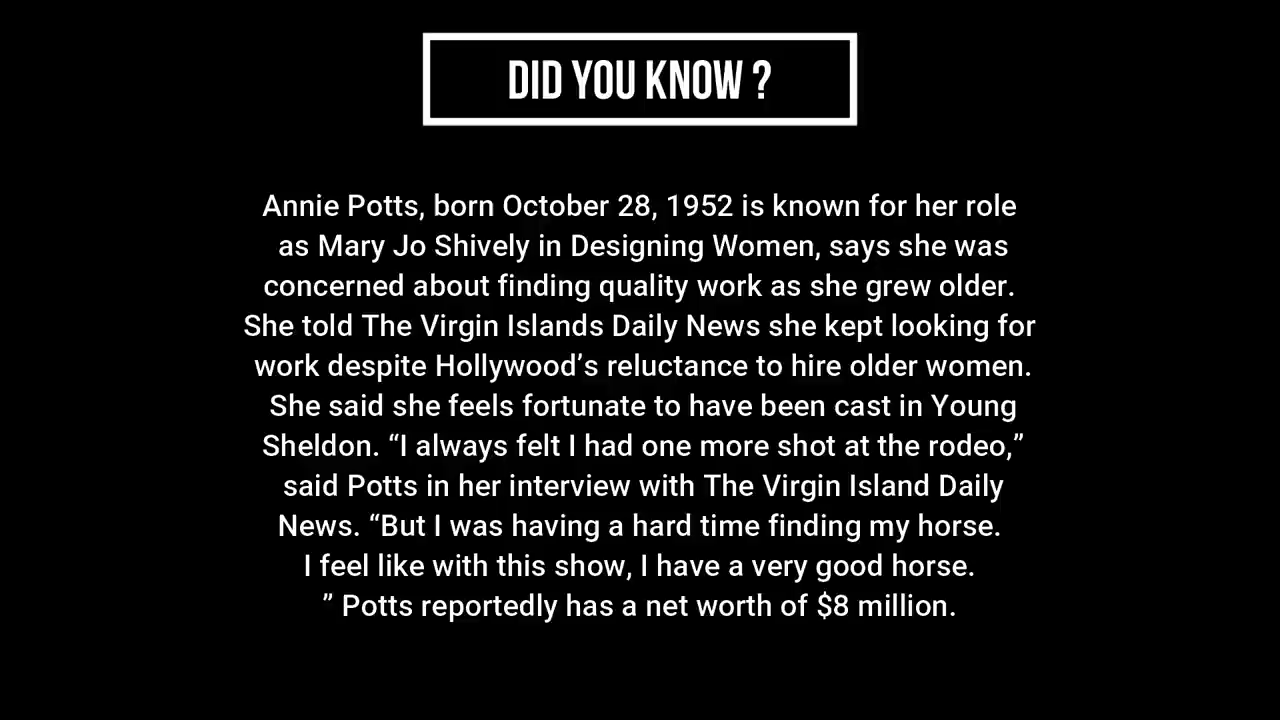 DID YOU KNOW ?
Annie Potts, born October 28, 1952 is known for her role
as Mary Jo Shively in Designing Women, says she was
concerned about finding quality work as she grew older.
She told The Virgin Islands Daily News she kept looking for
work despite Hollywood’s reluctance to hire older women.
She said she feels fortunate to have been cast in Young
Sheldon. “I always felt I had one more shot at the rodeo,”
said Potts in her interview with The Virgin Island Daily
News. “But I was having a hard time finding my horse.
I feel like with this show, I have a very good horse.
” Potts reportedly has a net worth of $8 million.